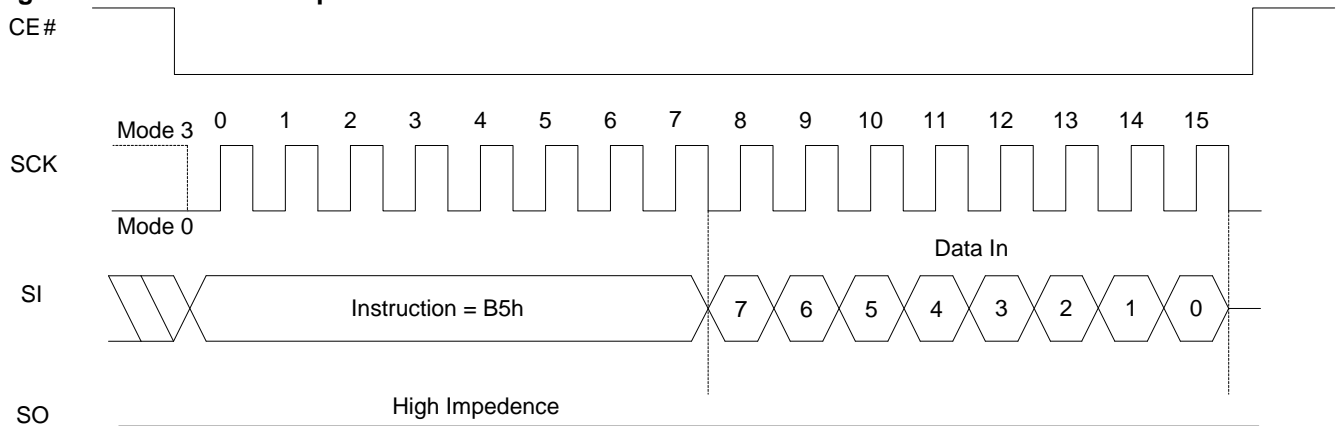 CE#
Mode 3 0 1 2 3 4 5 6 7 8 9 10 11 12 13 14 15
SCK
Mode 0
Data In
SI Instruction = B5h 7 6 5 4 3 2 1 0
High Impedence
SO